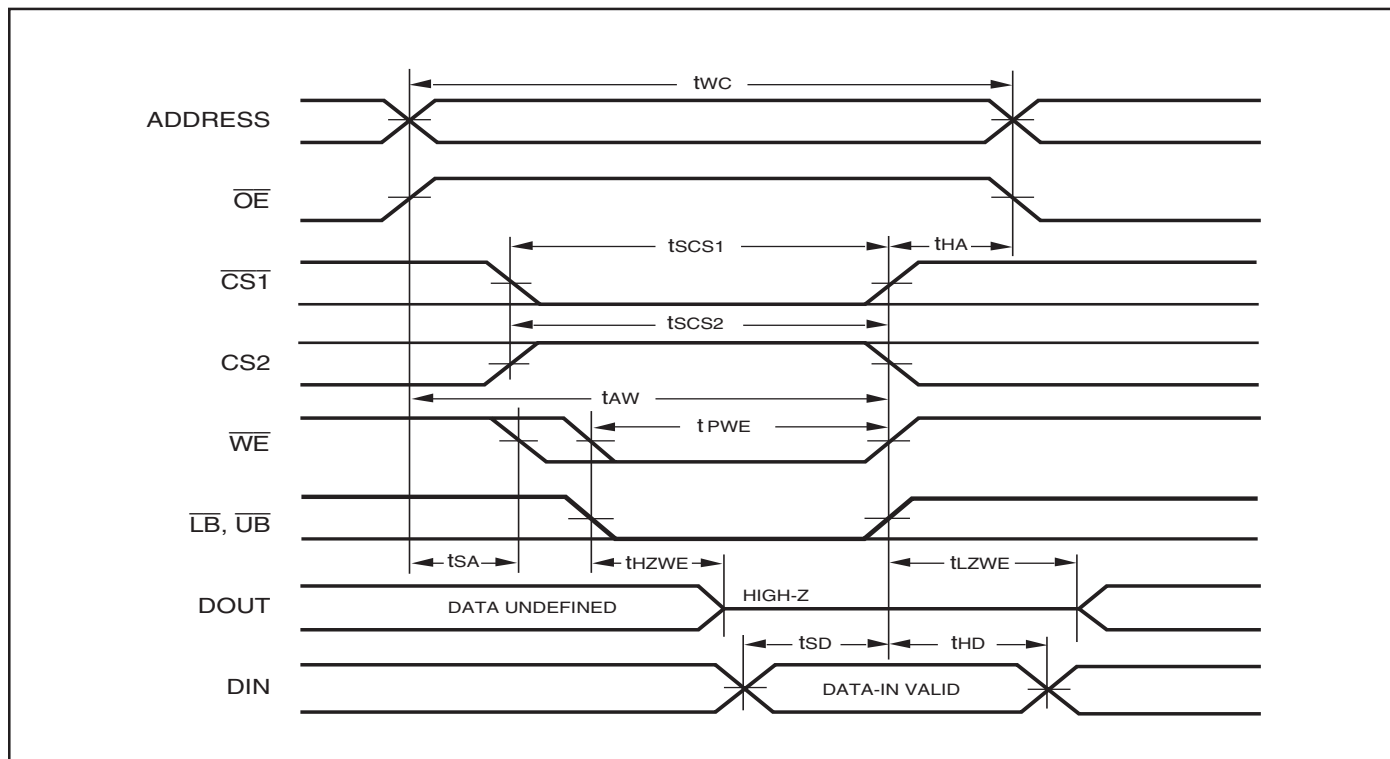 tWC
ADDRESS
OE
tSCS1
tHA
CS1
tSCS2
CS2
tAW
WE
tPWE
LB, UB
tSA
tHZWE
tLZWE
DOUT
DATA UNDEFINED
HIGH-Z
tSD
tHD
DIN
DATA-IN VALID